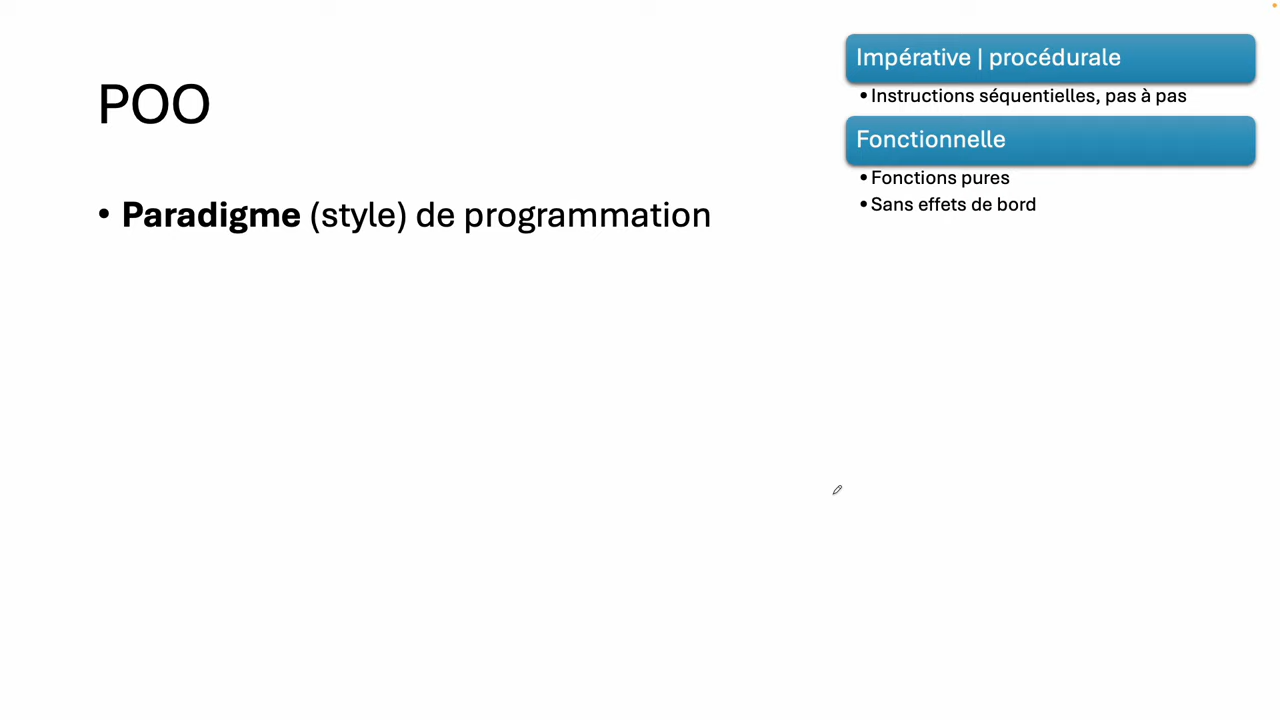 POO
• Paradigme (style) de programmation
Impérative | procédurale
• Instructions séquentielles, pas à pas
Fonctionnelle
• Fonctions pures
• Sans effets de bord